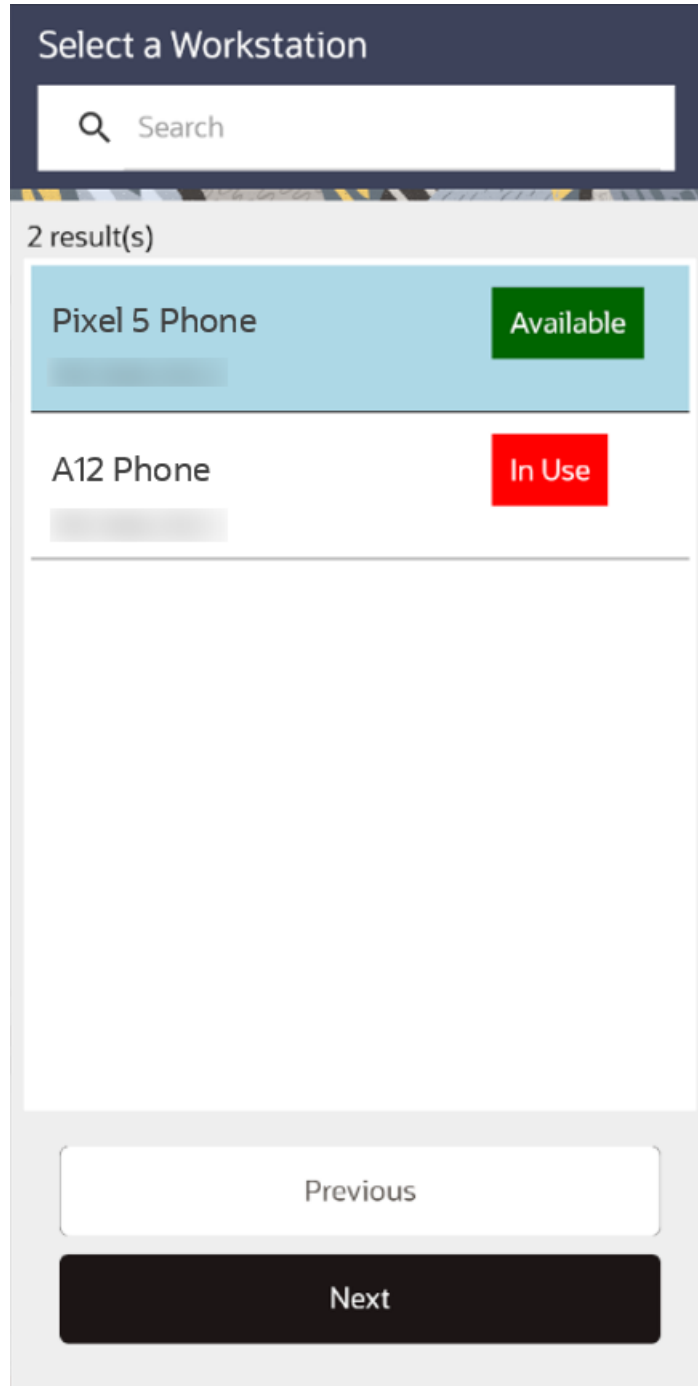 Select a Workstation
Search
2 result(s)
Pixel 5 Phone
Available
A12 Phone
In Use
Previous
Next